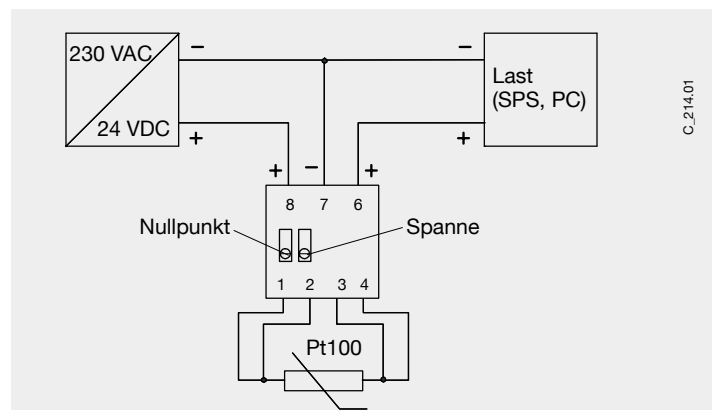 230 VAC
24 VDC
−
+
−
+
Last
(SPS, PC)
C_214.01
+
−
+
8 7 6
Nullpunkt
Spanne
1 2 3 4
Pt100